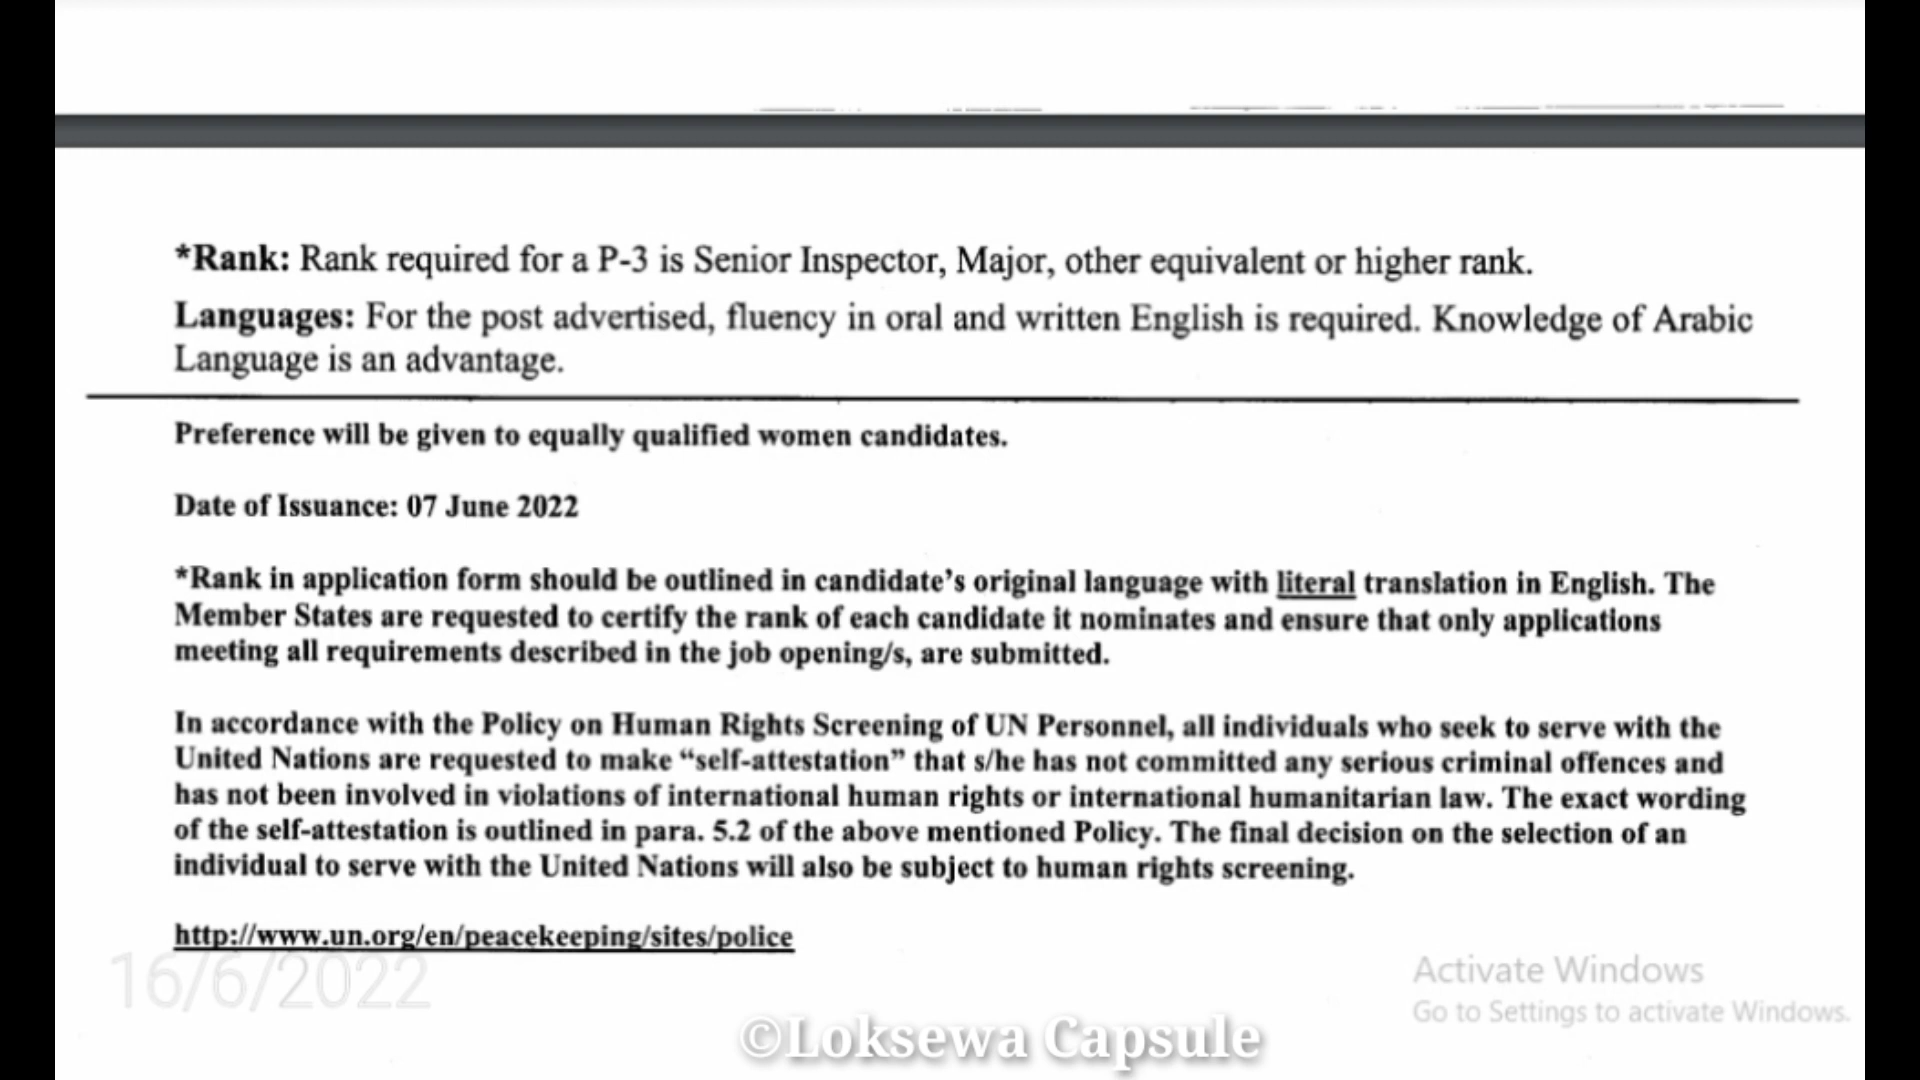 *Rank: Rank required for a P-3 is Senior Inspector, Major, other equivalent or higher rank.
Languages: For the post advertised, fluency in oral and written English is required. Knowledge of Arabic
Language is an advantage.
Preference will be given to equally qualified women candidates.
Date of Issuance: 07 June 2022
*Rank in application form should be outlined in candidate's original language with literal translation in English. The
Member States are requested to certify the rank of each candidate it nominates and ensure that only applications
meeting all requirements described in the job opening/s, are submitted.
In accordance with the Policy on Human Rights Screening of UN Personnel, all individuals who seek to serve with the
United Nations are requested to make “self-attestation” that s/he has not committed any serious criminal offences and
has not been involved in violations of international human rights or international humanitarian law. The exact wording
of the self-attestation is outlined in para. 5.2 of the above mentioned Policy. The final decision on the selection of an
individual to serve with the United Nations will also be subject to human rights screening.
http://www.un.org/en/peacekeeping/sites/police
16/6/2022
Activate Windows
Go to Settings to activate Windows.
©Loksewa Capsule